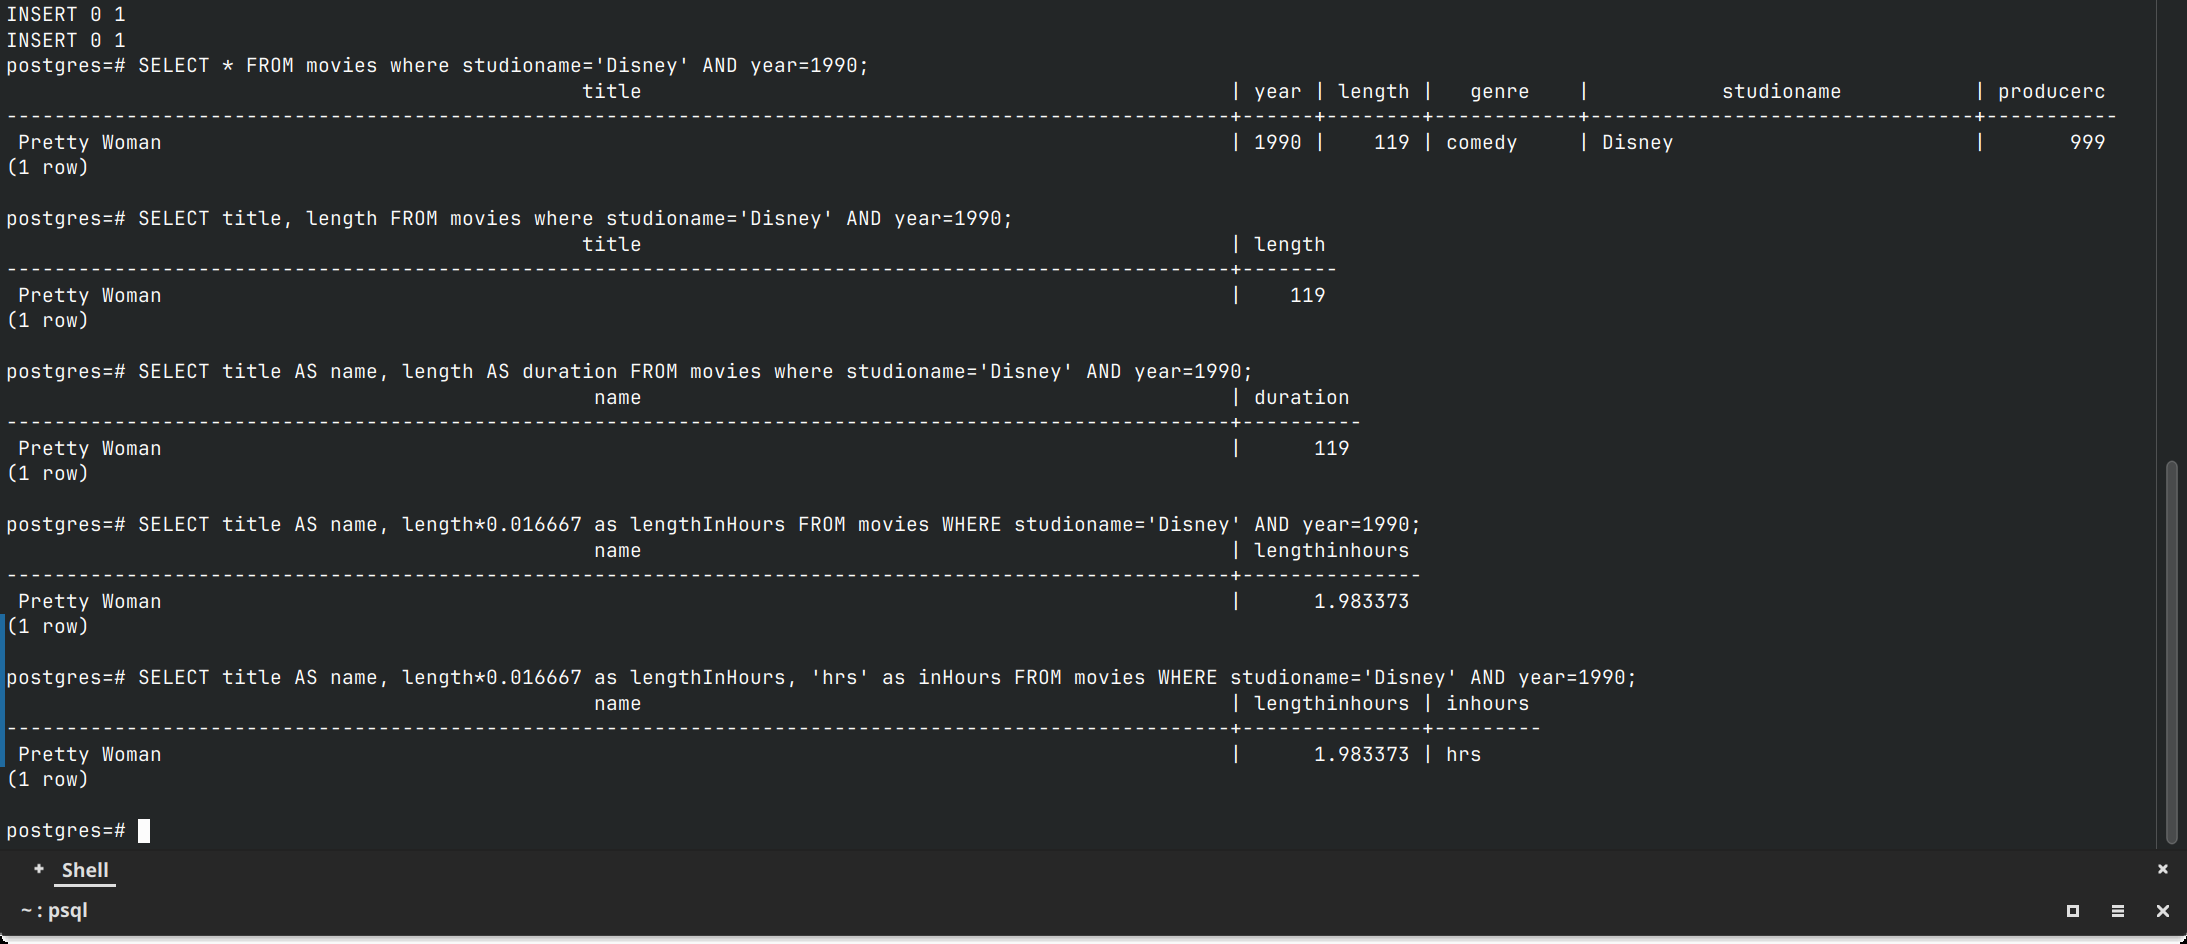 INSERT 0 1
INSERT 0 1
postgres=# SELECT * FROM movies where studioname='Disney' AND year=1990;
title | year | length | genre | studioname | producerc
Pretty Woman | 1990 | 119 | comedy | Disney | 999
(1 row)
postgres=# SELECT title, length FROM movies where studioname='Disney' AND year=1990;
title | length
Pretty Woman | 119
(1 row)
postgres=# SELECT title AS name, length AS duration FROM movies where studioname='Disney' AND year=1990;
name | duration
Pretty Woman | 119
(1 row)
postgres=# SELECT title AS name, length*0.016667 as lengthInHours FROM movies WHERE studioname='Disney' AND year=1990;
name | lengthinhours
Pretty Woman | 1.983373
(1 row)
postgres=# SELECT title AS name, length*0.016667 as lengthInHours, 'hrs' as inHours FROM movies WHERE studioname='Disney' AND year=1990;
name | lengthinhours | inhours
Pretty Woman | 1.983373 | hrs
(1 row)
postgres=#
Shell
~ : psql